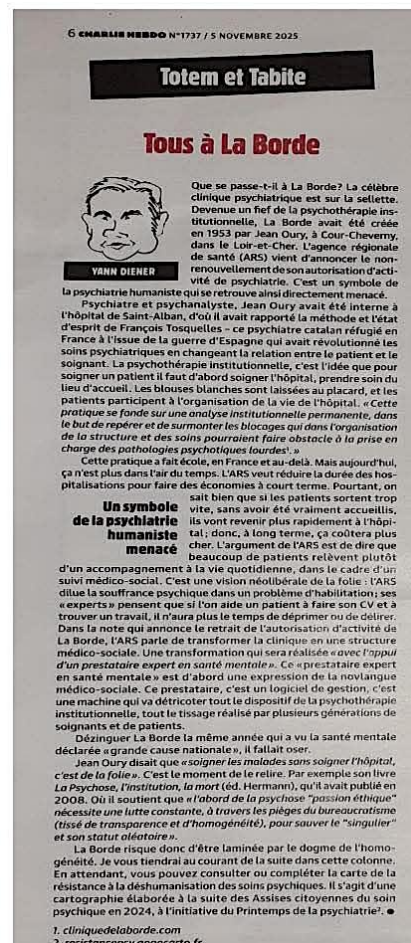 6 CHARLIE HEBDO N°1737 / 5 NOVEMBRE 2025
Totem et Tabite
Tous à La Borde
YANN DIENER
Que se passe-t-il à La Borde? La célèbre
clinique psychiatrique est sur la sellette.
Devenue un fief de la psychothérapie ins-
titutionnelle, La Borde avait été créée
en 1953 par Jean Oury, à Cour-Cheverny,
dans le Loir-et-Cher. L'agence régionale
de santé (ARS) vient d'annoncer le non-
renouvellement de son autorisation d'acti-
vité de psychiatrie. C'est un symbole de
la psychiatrie humaniste qui se retrouve ainsi directement menacé.
Psychiatre et psychanalyste, Jean Oury avait été interne à
l'hôpital de Saint-Alban, d'où il avait rapporté la méthode et l'état
d'esprit de François Tosquelles – ce psychiatre catalan réfugié en
France à l'issue de la guerre d'Espagne qui avait révolutionné les
soins psychiatriques en changeant la relation entre le patient et le
soignant. La psychothérapie institutionnelle, c'est l'idée que pour
soigner un patient il faut d'abord soigner l'hôpital, prendre soin du
lieu d'accueil. Les blouses blanches sont laissées au placard, et les
patients participent à l'organisation de la vie de l'hôpital. « Cette
pratique se fonde sur une analyse institutionnelle permanente, dans
le but de repérer et de surmonter les blocages qui dans l'organisation
de la structure et des soins pourraient faire obstacle à la prise en
charge des pathologies psychotiques lourdes¹. »
Cette pratique a fait école, en France et au-delà. Mais aujourd'hui,
ça n'est plus dans l'air du temps. L'ARS veut réduire la durée des hos-
pitalisations pour faire des économies à court terme. Pourtant, on
sait bien que si les patients sortent trop
vite, sans avoir été vraiment accueillis,
ils vont revenir plus rapidement à l'hôpi-
tal; donc, à long terme, ça coûtera plus
cher. L'argument de l'ARS est de dire que
beaucoup de patients relèvent plutôt
Un symbole
de la psychiatrie
humaniste
menacé
d'un accompagnement à la vie quotidienne, dans le cadre d'un
suivi médico-social. C'est une vision néolibérale de la folie : l'ARS
dilue la souffrance psychique dans un problème d'habilitation; ses
« experts » pensent que si l'on aide un patient à faire son CV et à
trouver un travail, il n'aura plus le temps de déprimer ou de délirer.
Dans la note qui annonce le retrait de l'autorisation d'activité de
La Borde, l'ARS parle de transformer la clinique en une structure
médico-sociale. Une transformation qui sera réalisée « avec l'appui
d'un prestataire expert en santé mentale ». Ce « prestataire expert
en santé mentale » est d'abord une expression de la novlangue
médico-sociale. Ce prestataire, c'est un logiciel de gestion, c'est
une machine qui va détricoter tout le dispositif de la psychothérapie
institutionnelle, tout le tissage réalisé par plusieurs générations de
soignants et de patients.
Dézinguer La Borde la même année qui a vu la santé mentale
déclarée « grande cause nationale », il fallait oser.
Jean Oury disait que « soigner les malades sans soigner l'hôpital,
c'est de la folie ». C'est le moment de le relire. Par exemple son livre
La Psychose, l'institution, la mort (éd. Hermann), qu'il avait publié en
2008. Où il soutient que « l'abord de la psychose "passion éthique"
nécessite une lutte constante, à travers les pièges du bureaucratisme
(tissé de transparence et d'homogénéité), pour sauver le "singulier"
et son statut aléatoire ».
La Borde risque donc d'être laminée par le dogme de l'homo-
généité. Je vous tiendrai au courant de la suite dans cette colonne.
En attendant, vous pouvez consulter ou compléter la carte de la
résistance à la déshumanisation des soins psychiques. Il s'agit d'une
cartographie élaborée à la suite des Assises citoyennes du soin
psychique en 2024, à l'initiative du Printemps de la psychiatrie². ●
1. cliniquedelaborde.com
2. resistancepsy.gogocarto.fr